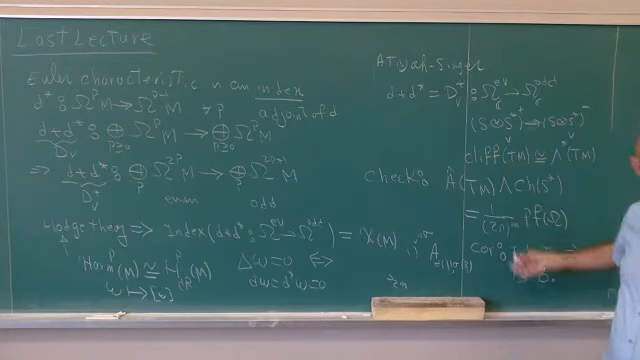 Last Lecture
Euler characteristic is an index
d* : Ω^p M → Ω^{p-1} M ∀p adjoint of d
d+d* : ⊕_{p≥0} Ω^p M → ⊕_{p≥0} Ω^p M
D_V
⇒ d+d* : ⊕_p Ω^{2p} M → ⊕_p Ω^{2p+1} M
D_V^+ even odd
Hodge theory ⇒ Index(d+d* : Ω^{ev} → Ω^{odd}) = χ(M)
Harm^p(M) ≅ H^p_{dR}(M) Δω=0 ⇔
ω ↦ [ω] dω=d*ω=0
Atiyah-Singer
d+d* = D_V^+ : Ω^{ev} → Ω^{odd}
(S⊗S*)^+ → (S⊗S*)^-
Cliff(TM) ≅ Λ*(TM)
Check: Â(TM) ∧ Ch(S*)
= 1/(2π)^m Pf(Ω)
Cor: